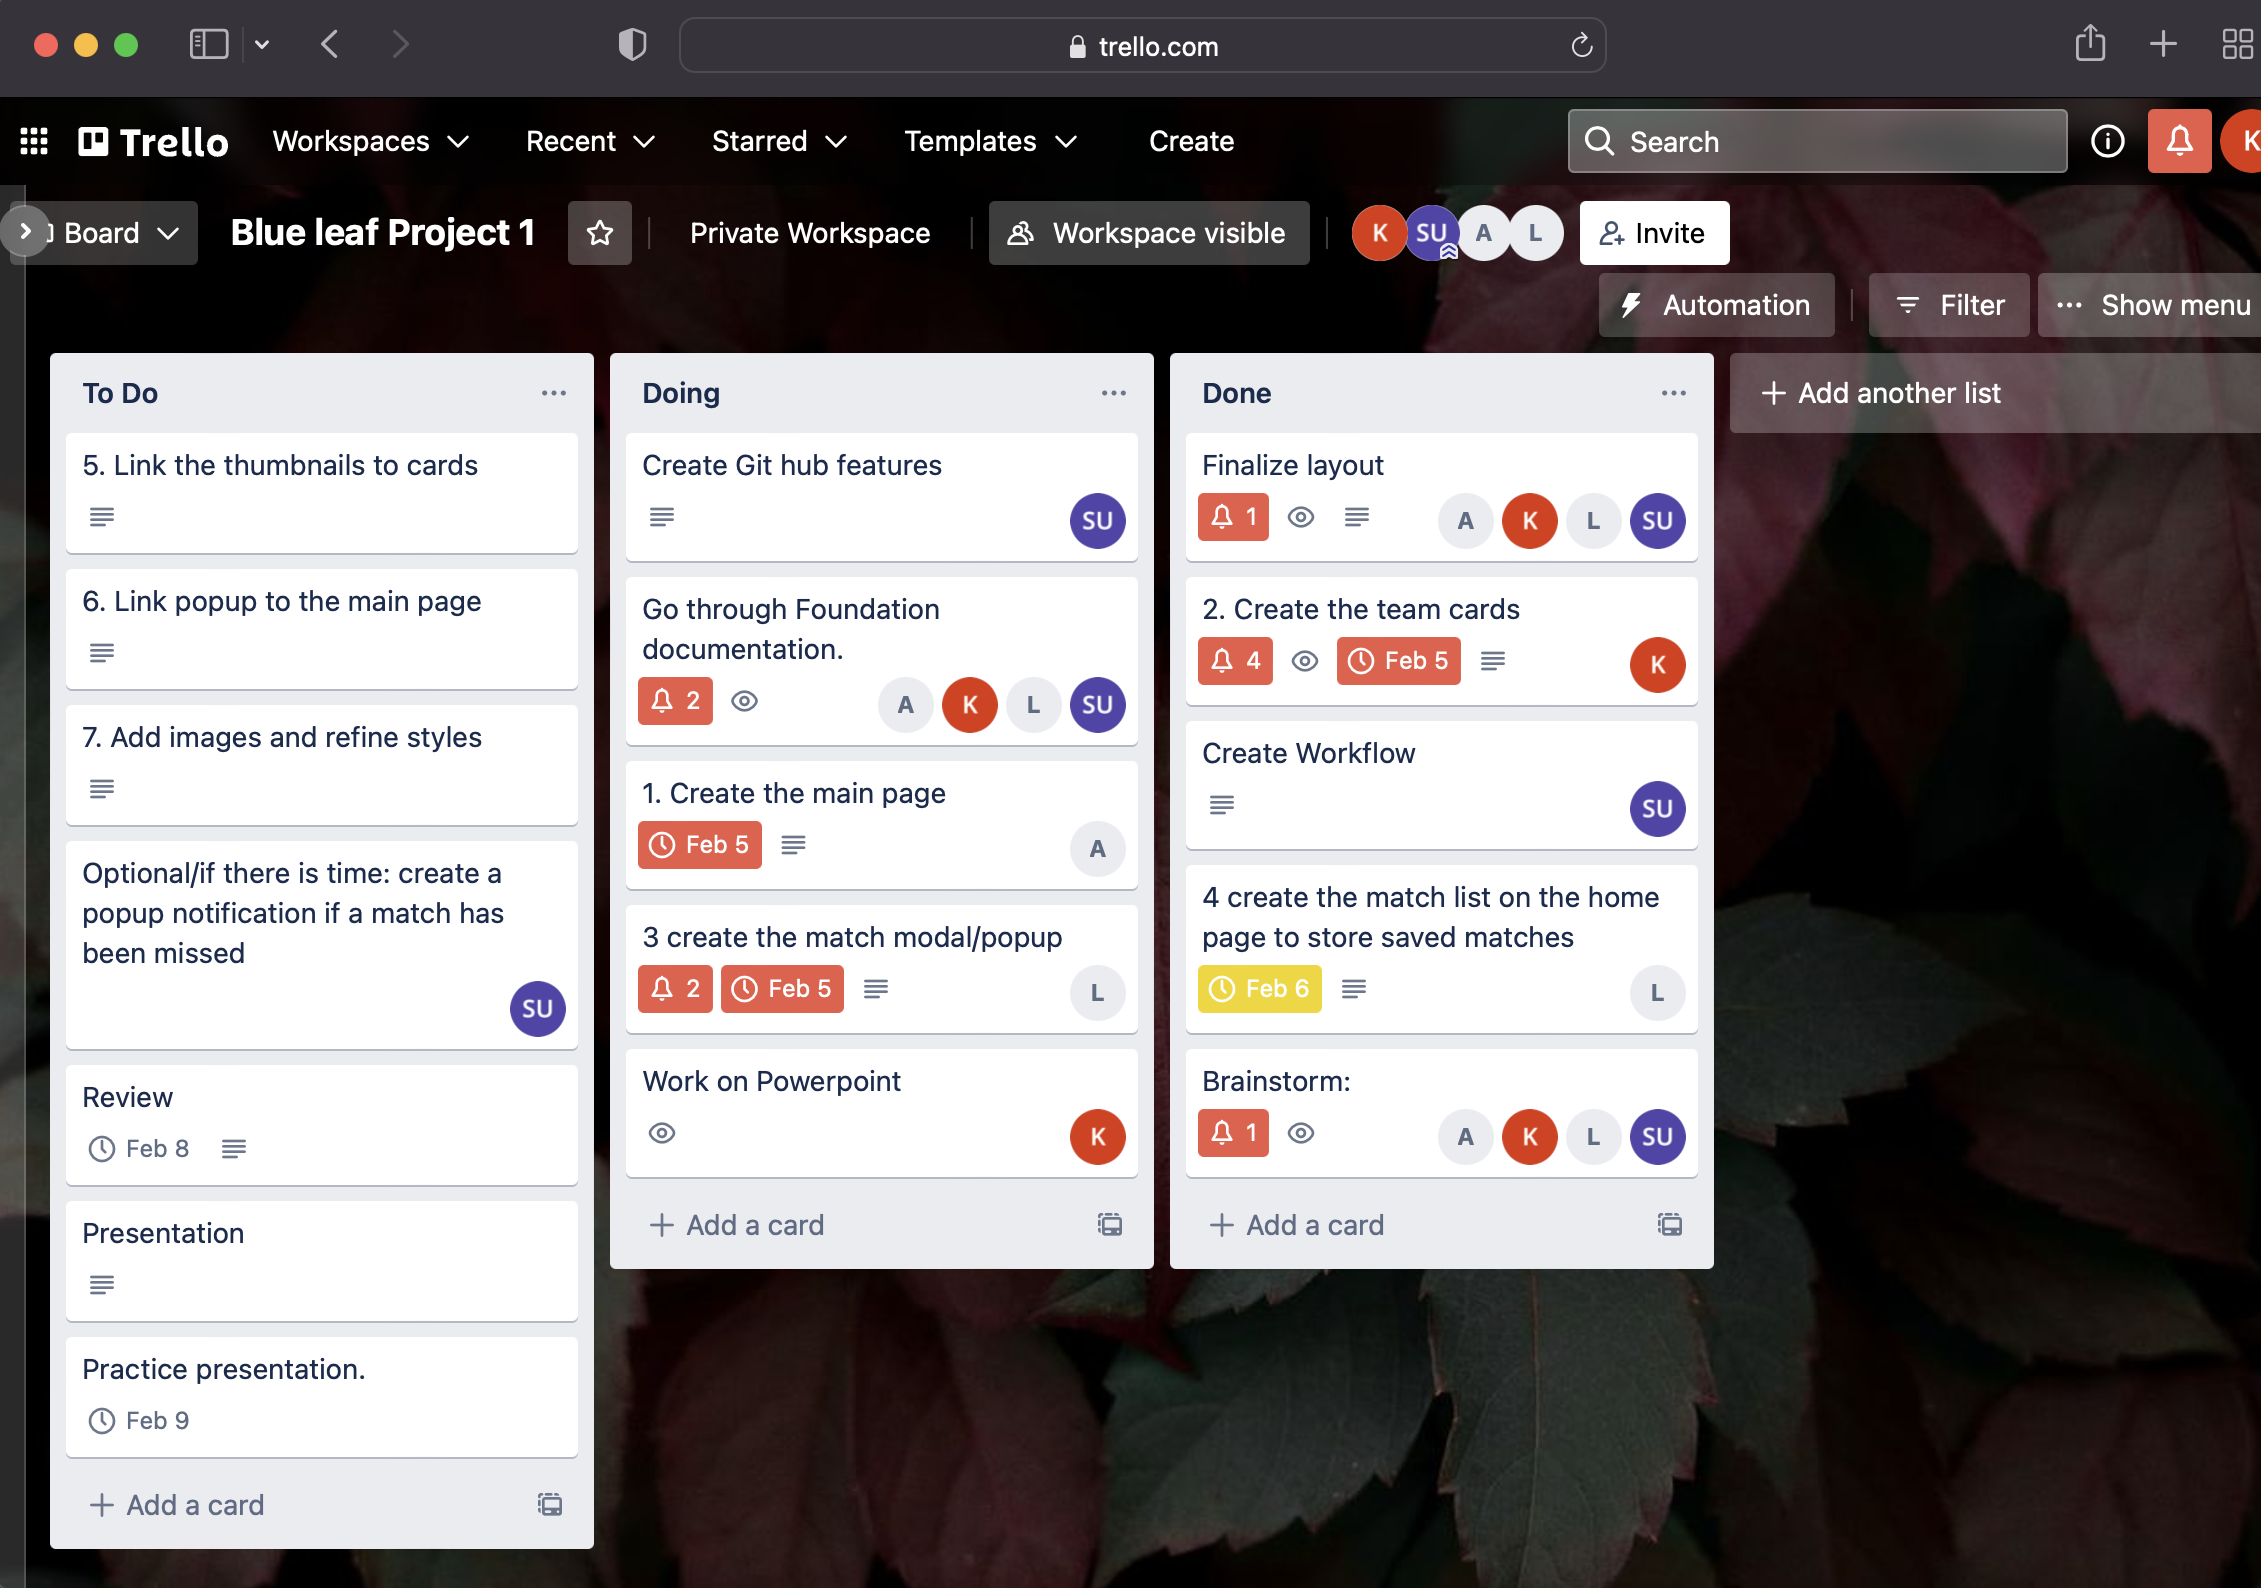 trello.com
Trello
Workspaces
Recent
Starred
Templates
Create
Search
K
Board
Blue leaf Project 1
Private Workspace
Workspace visible
K
SU
A
L
Invite
Automation
Filter
Show menu
To Do
5. Link the thumbnails to cards
6. Link popup to the main page
7. Add images and refine styles
Optional/if there is time: create a
popup notification if a match has
been missed
SU
Review
Feb 8
Presentation
Practice presentation.
Feb 9
Add a card
Doing
Create Git hub features
SU
Go through Foundation
documentation.
2
A
K
L
SU
1. Create the main page
Feb 5
A
3 create the match modal/popup
2
Feb 5
L
Work on Powerpoint
K
Add a card
Done
Finalize layout
1
A
K
L
SU
2. Create the team cards
4
Feb 5
K
Create Workflow
SU
4 create the match list on the home
page to store saved matches
Feb 6
L
Brainstorm:
1
A
K
L
SU
Add a card
Add another list